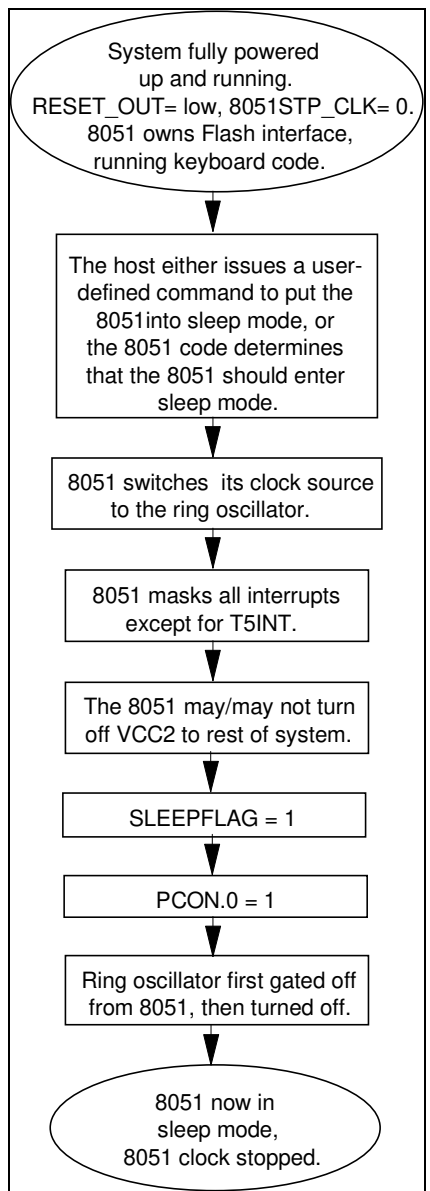 System fully powered
up and running.
RESET_OUT= low, 8051STP_CLK= 0.
8051 owns Flash interface,
running keyboard code.
The host either issues a user-
defined command to put the
8051into sleep mode, or
the 8051 code determines
that the 8051 should enter
sleep mode.
8051 switches its clock source
to the ring oscillator.
8051 masks all interrupts
except for T5INT.
The 8051 may/may not turn
off VCC2 to rest of system.
SLEEPFLAG = 1
PCON.0 = 1
Ring oscillator first gated off
from 8051, then turned off.
8051 now in
sleep mode,
8051 clock stopped.